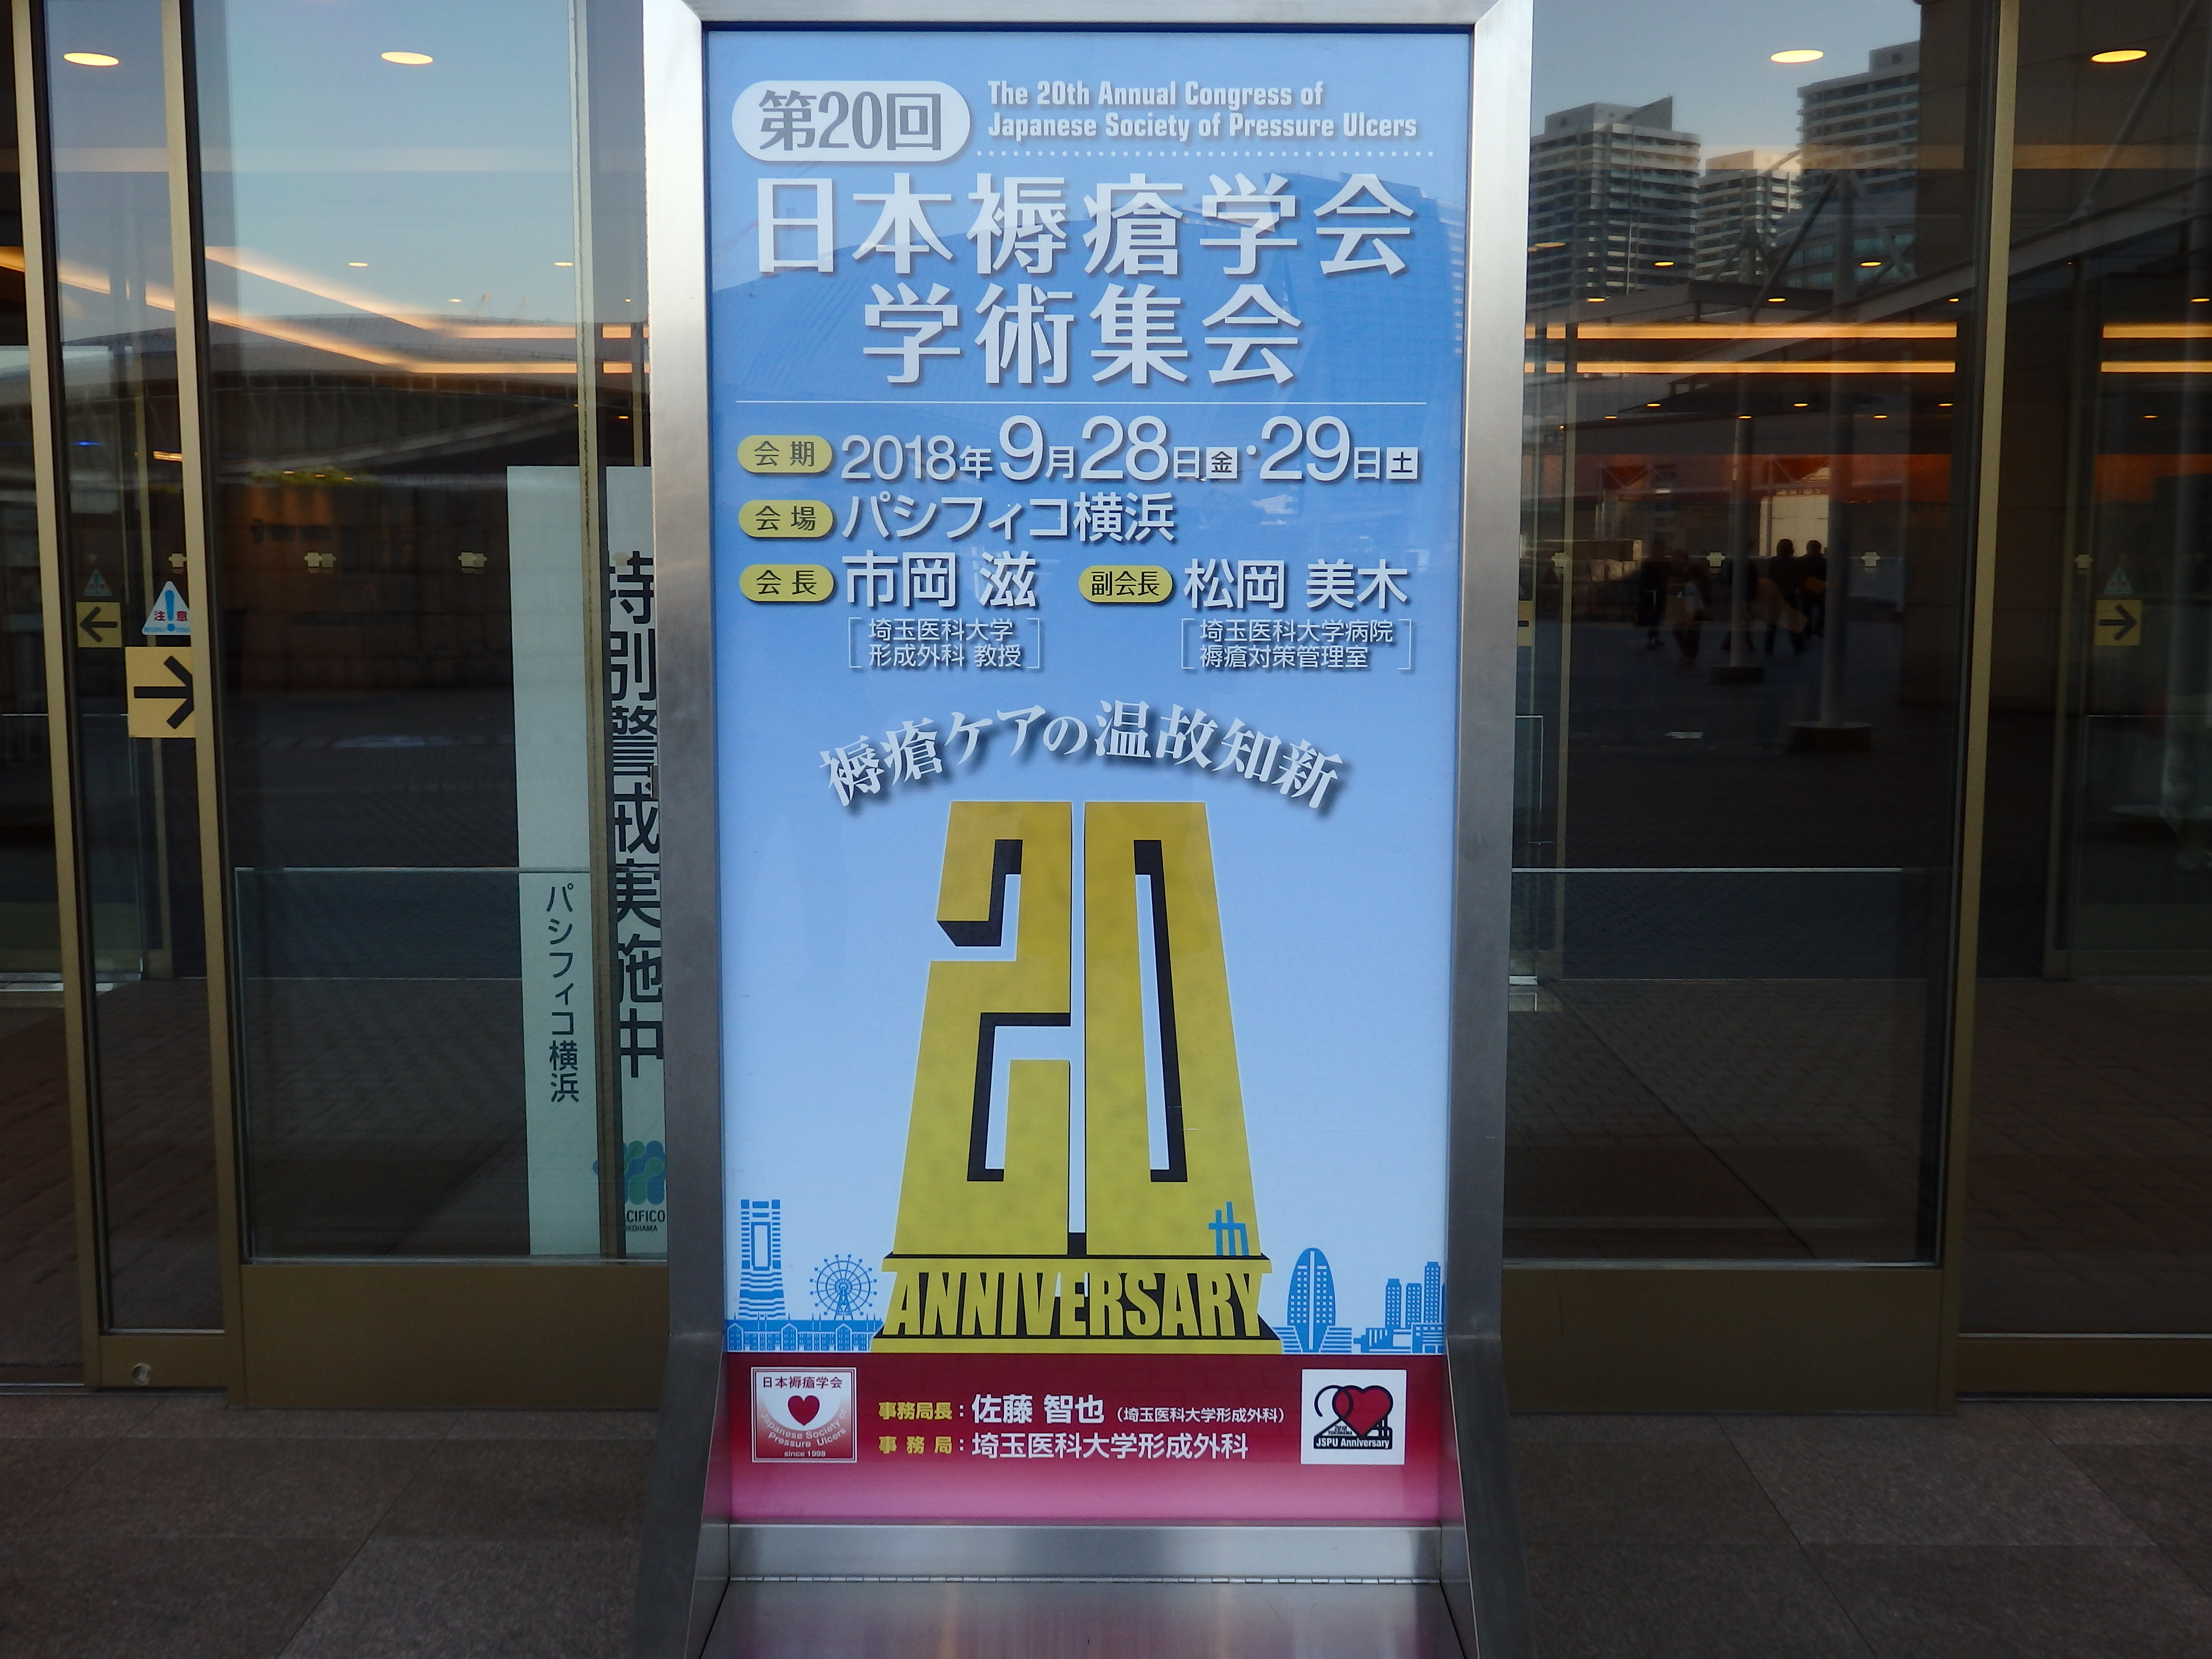 第20回
The 20th Annual Congress of
Japanese Society of Pressure Ulcers
日本褥瘡学会
学術集会
会期 2018年9月28日金・29日土
会場 パシフィコ横浜
会長 市岡 滋
埼玉医科大学
形成外科 教授
副会長 松岡 美木
埼玉医科大学病院
褥瘡対策管理室
褥瘡ケアの温故知新
20th
ANNIVERSARY
日本褥瘡学会
Japanese Society of
Pressure Ulcers
since 1998
事務局長：佐藤 智也（埼玉医科大学形成外科）
事務局：埼玉医科大学形成外科
JSPU Anniversary
注意
特別警戒実施中
パシフィコ横浜